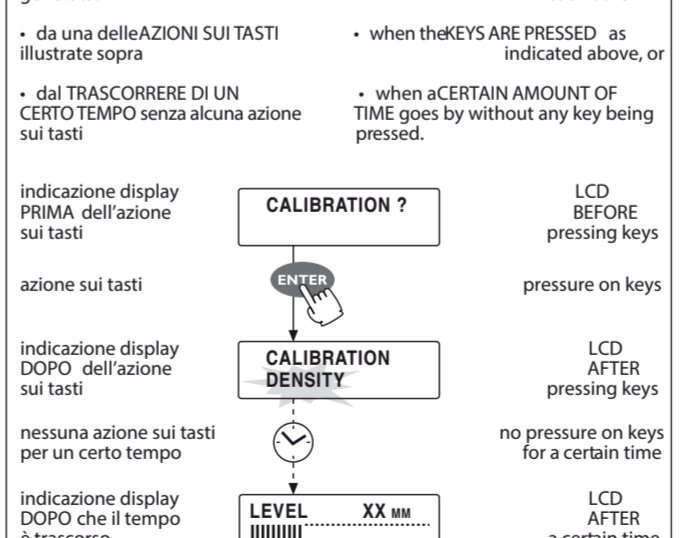 • da una delleAZIONI SUI TASTI
illustrate sopra
• when theKEYS ARE PRESSED as
indicated above, or
• dal TRASCORRERE DI UN
CERTO TEMPO senza alcuna azione
sui tasti
• when aCERTAIN AMOUNT OF
TIME goes by without any key being
pressed.
indicazione display
PRIMA dell'azione
sui tasti
CALIBRATION ?
LCD
BEFORE
pressing keys
azione sui tasti
ENTER
pressure on keys
indicazione display
DOPO dell'azione
sui tasti
CALIBRATION
DENSITY
LCD
AFTER
pressing keys
nessuna azione sui tasti
per un certo tempo
no pressure on keys
for a certain time
indicazione display
DOPO che il tempo
è trascorso
LEVEL XX MM
LCD
AFTER
a certain time